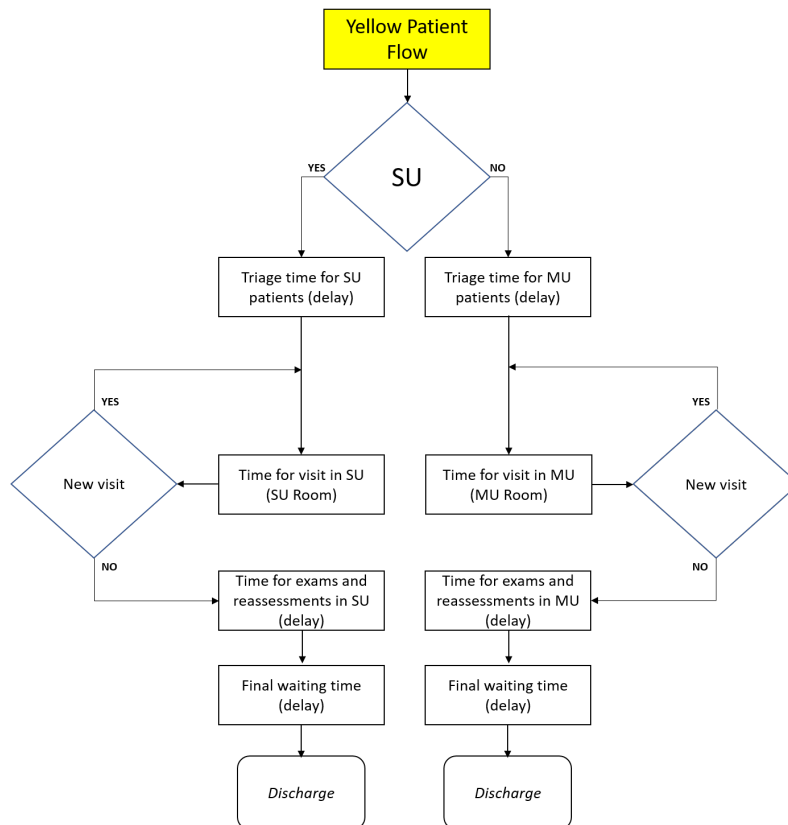 Yellow Patient
Flow
YES
NO
SU
Triage time for SU
patients (delay)
Triage time for MU
patients (delay)
YES
YES
New visit
Time for visit in SU
(SU Room)
Time for visit in MU
(MU Room)
New visit
NO
NO
Time for exams and
reassessments in SU
(delay)
Time for exams and
reassessments in MU
(delay)
Final waiting time
(delay)
Final waiting time
(delay)
Discharge
Discharge